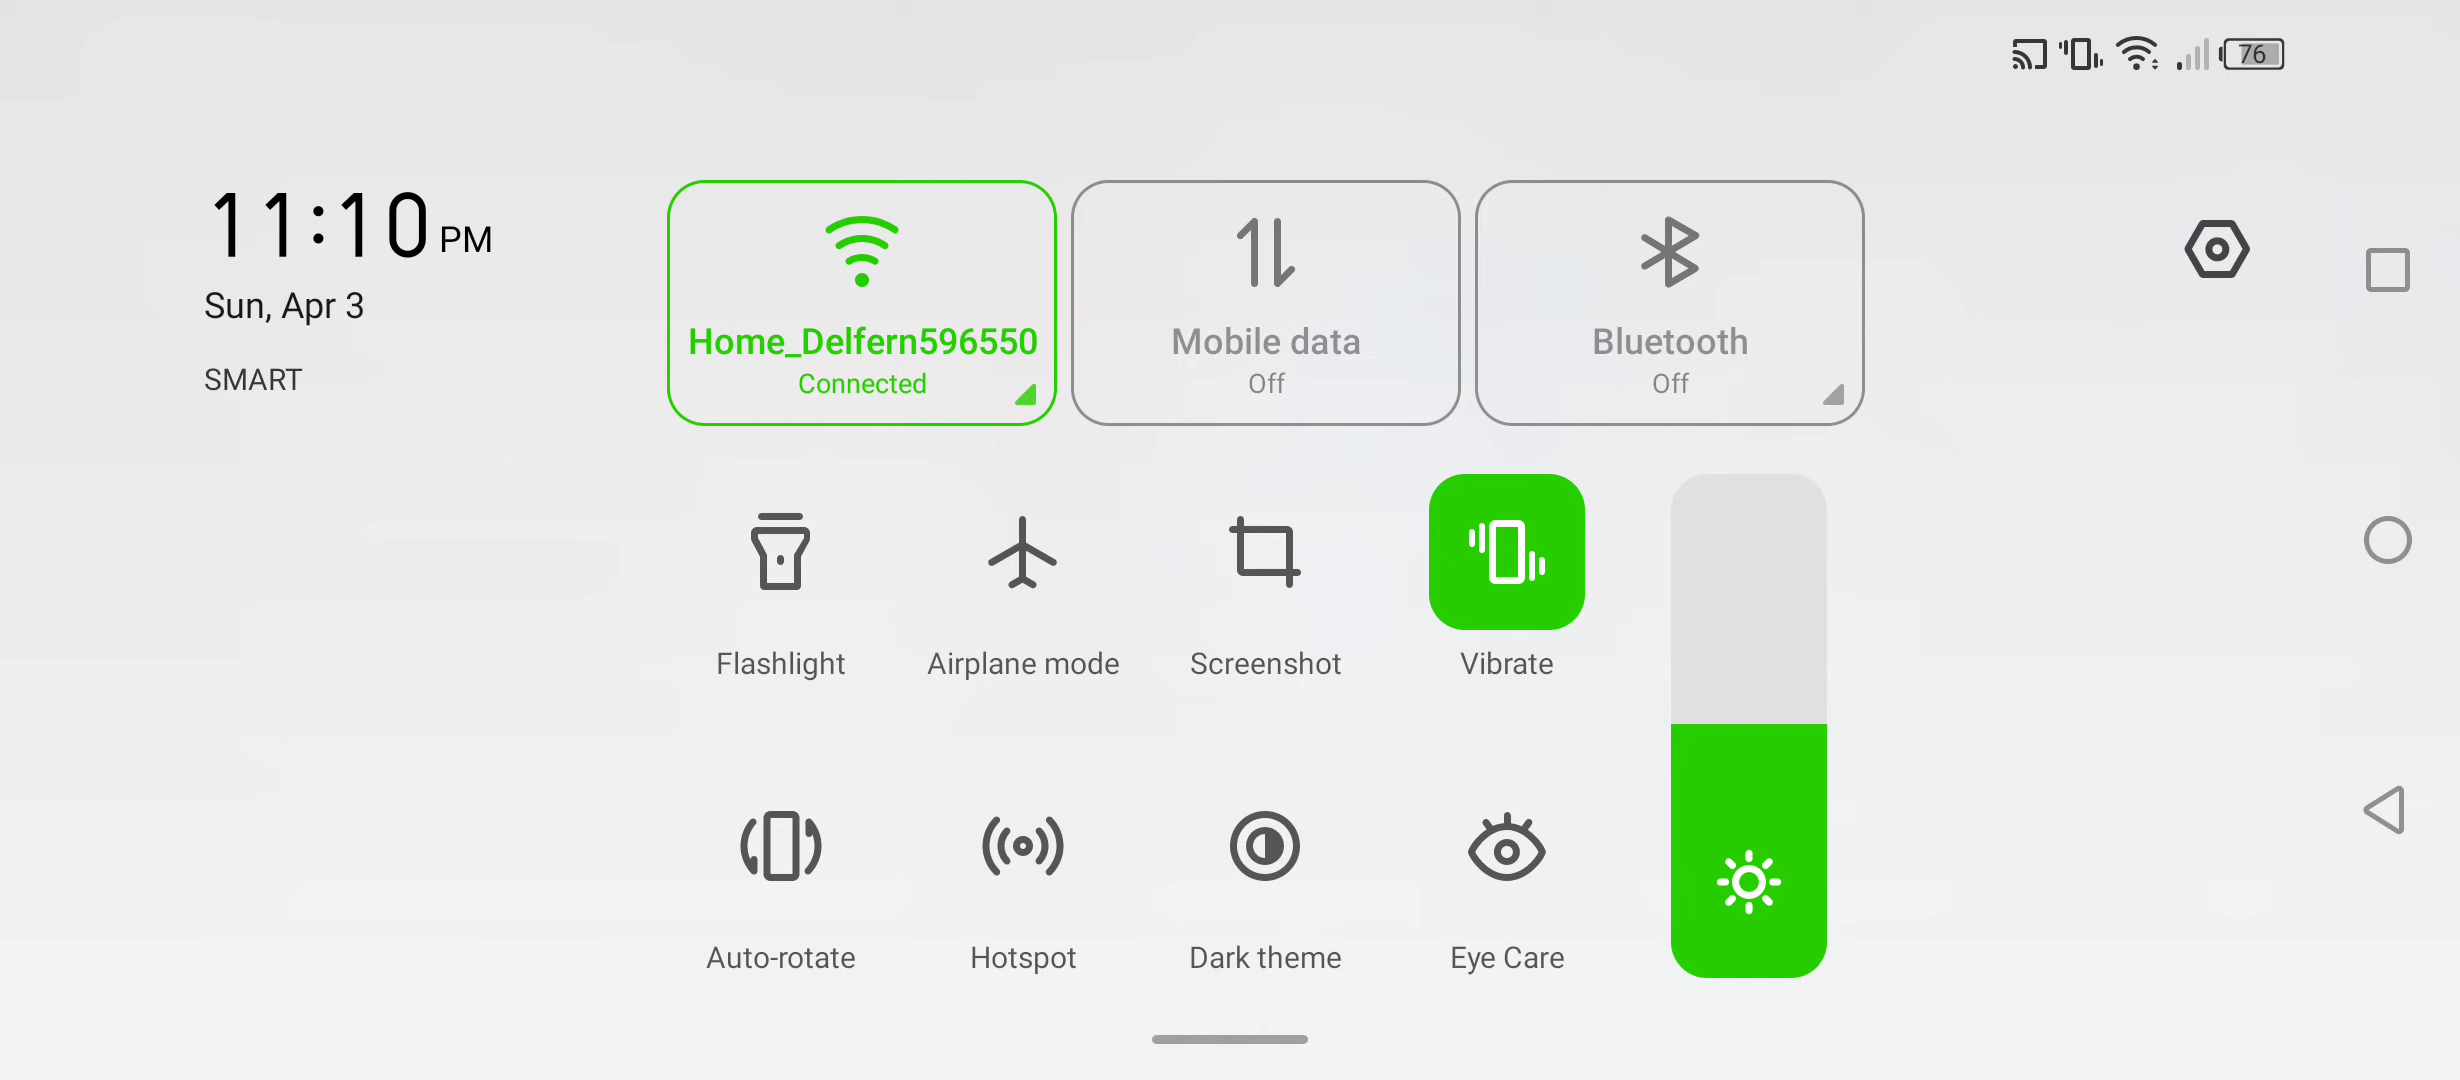 76
11:10 PM
Sun, Apr 3
SMART
Home_Delfern596550
Connected
Mobile data
Off
Bluetooth
Off
Flashlight
Airplane mode
Screenshot
Vibrate
Auto-rotate
Hotspot
Dark theme
Eye Care